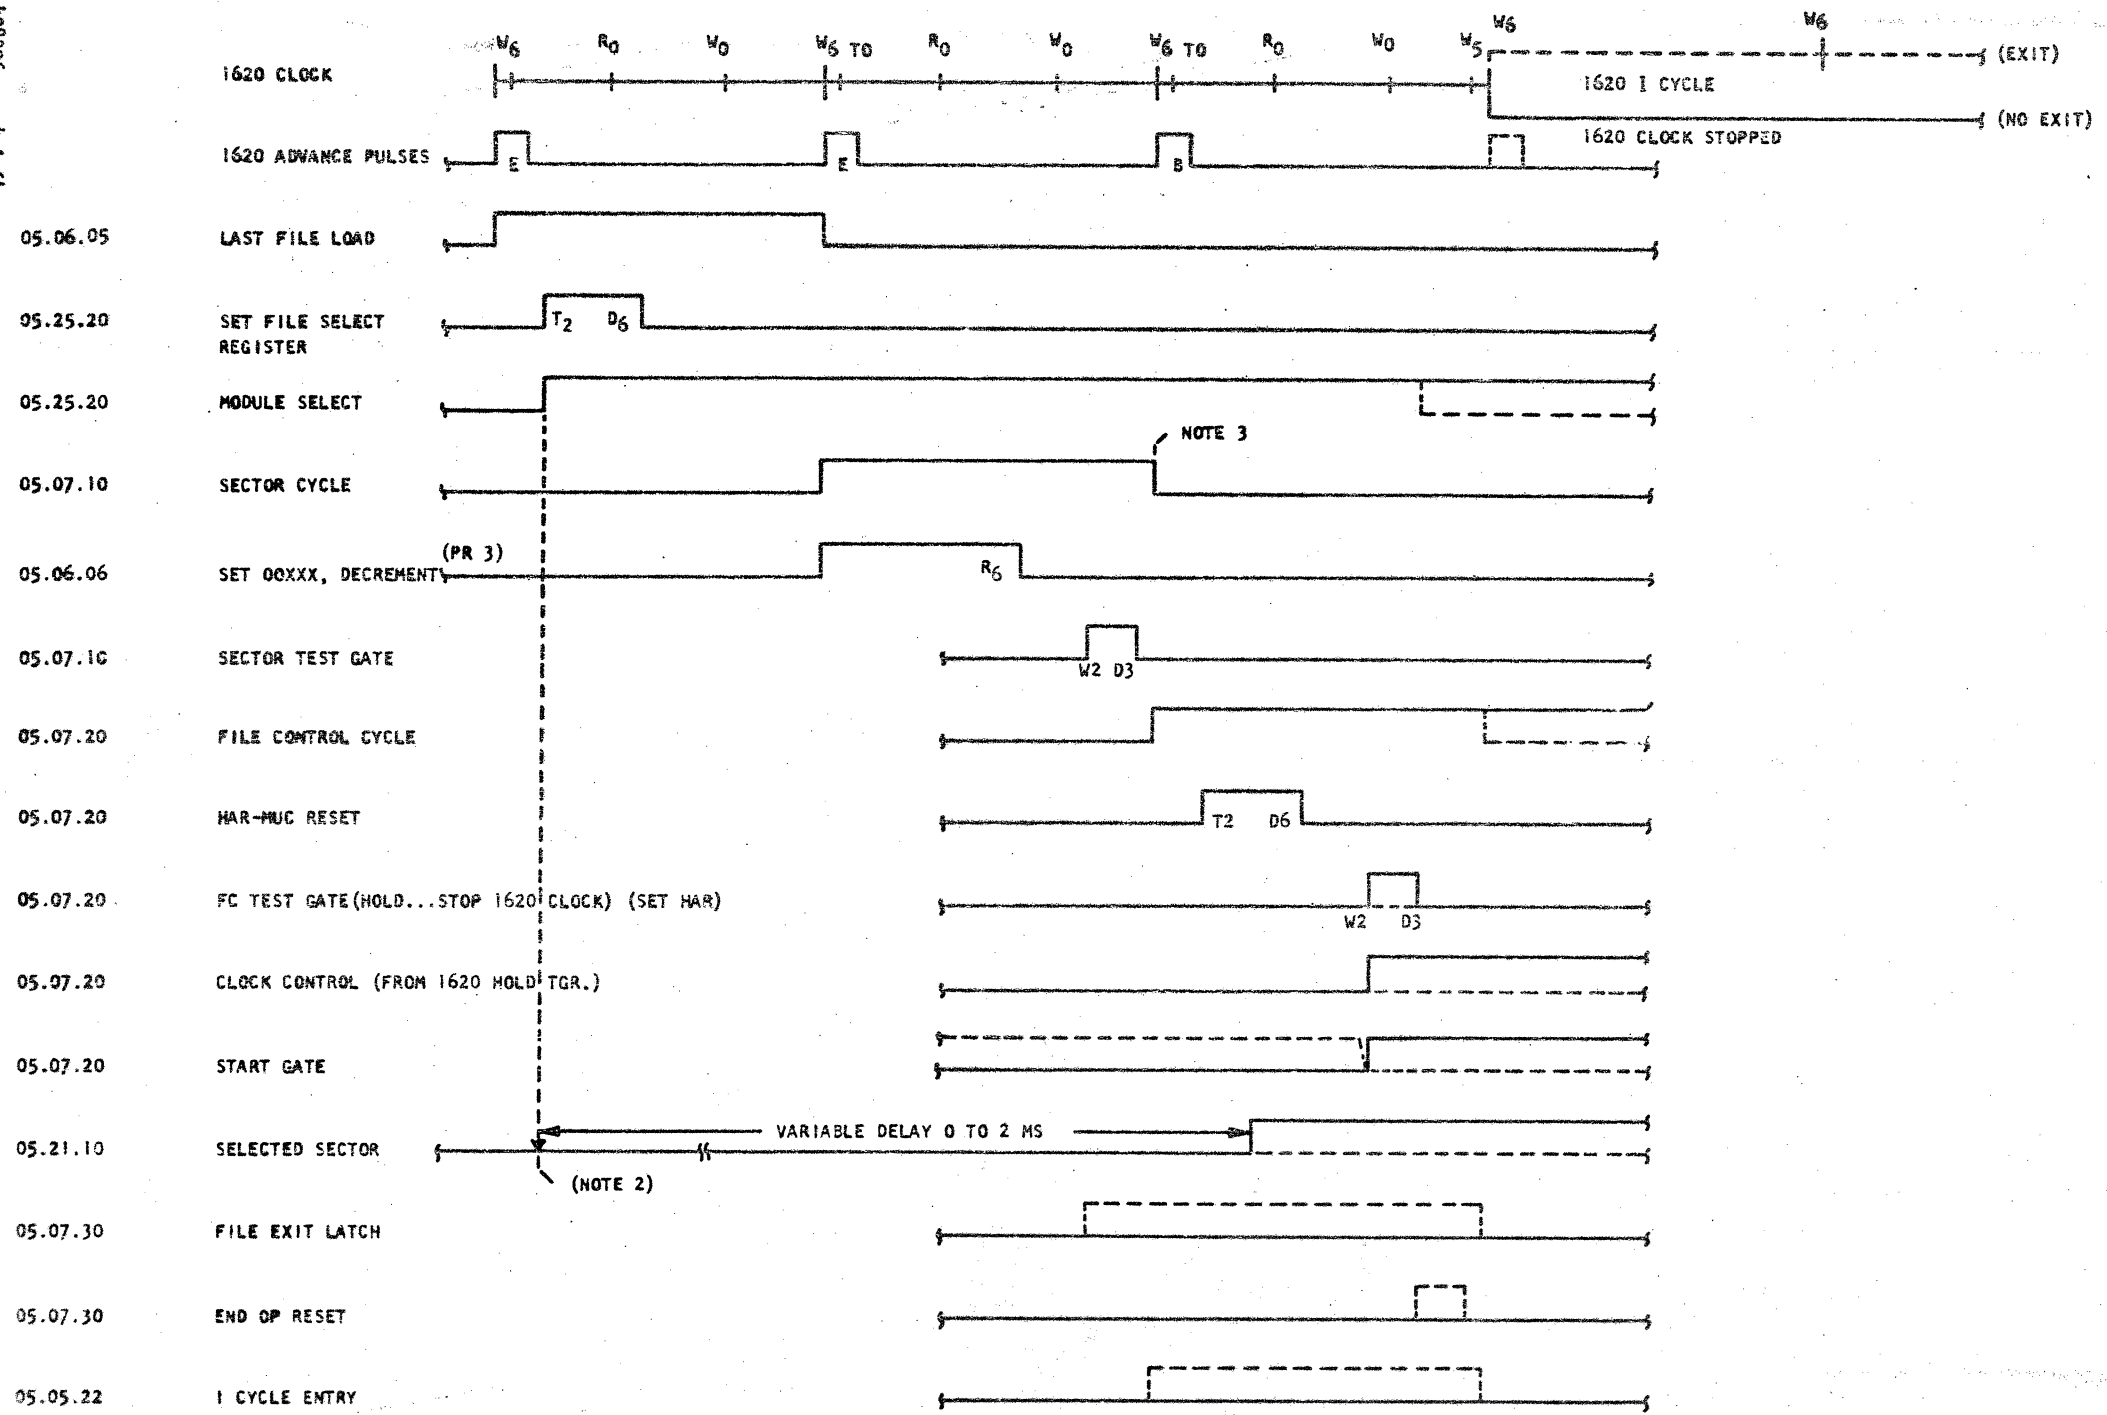 W6 W6
W6 R0 W0 W6 T0 R0 W0 W6 T0 R0 W0 W5
(EXIT)
1620 CLOCK
1620 I CYCLE
(NO EXIT)
1620 CLOCK STOPPED
1620 ADVANCE PULSES E E B
05.06.05 LAST FILE LOAD
05.25.20 SET FILE SELECT REGISTER T2 D6
05.25.20 MODULE SELECT
NOTE 3
05.07.10 SECTOR CYCLE
(PR 3)
05.06.06 SET 00XXX, DECREMENT R6
05.07.10 SECTOR TEST GATE
W2 D3
05.07.20 FILE CONTROL CYCLE
05.07.20 HAR-MUC RESET T2 D6
05.07.20 FC TEST GATE(HOLD...STOP 1620 CLOCK) (SET HAR)
W2 D3
05.07.20 CLOCK CONTROL (FROM 1620 HOLD TGR.)
05.07.20 START GATE
VARIABLE DELAY 0 TO 2 MS
05.21.10 SELECTED SECTOR
(NOTE 2)
05.07.30 FILE EXIT LATCH
05.07.30 END OP RESET
05.05.22 I CYCLE ENTRY